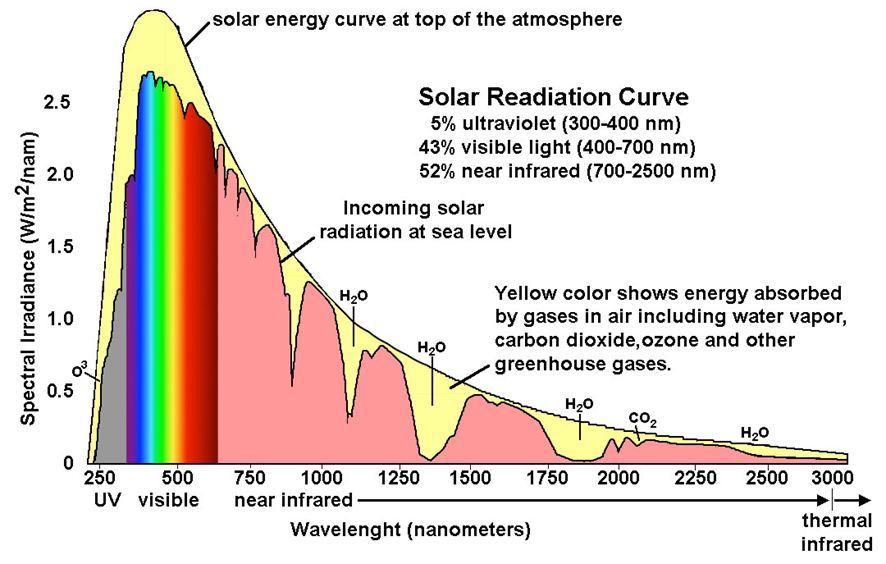 solar energy curve at top of the atmosphere
Solar Readiation Curve
5% ultraviolet (300-400 nm)
43% visible light (400-700 nm)
52% near infrared (700-2500 nm)
Incoming solar
radiation at sea level
Yellow color shows energy absorbed
by gases in air including water vapor,
carbon dioxide,ozone and other
greenhouse gases.
Spectral Irradiance (W/m²/nam)
2.5
2.0
1.5
1.0
0.5
0
O³
H₂O
H₂O
H₂O
CO₂
H₂O
250 500 750 1000 1250 1500 1750 2000 2250 2500 3000
UV visible near infrared
thermal
infrared
Wavelenght (nanometers)